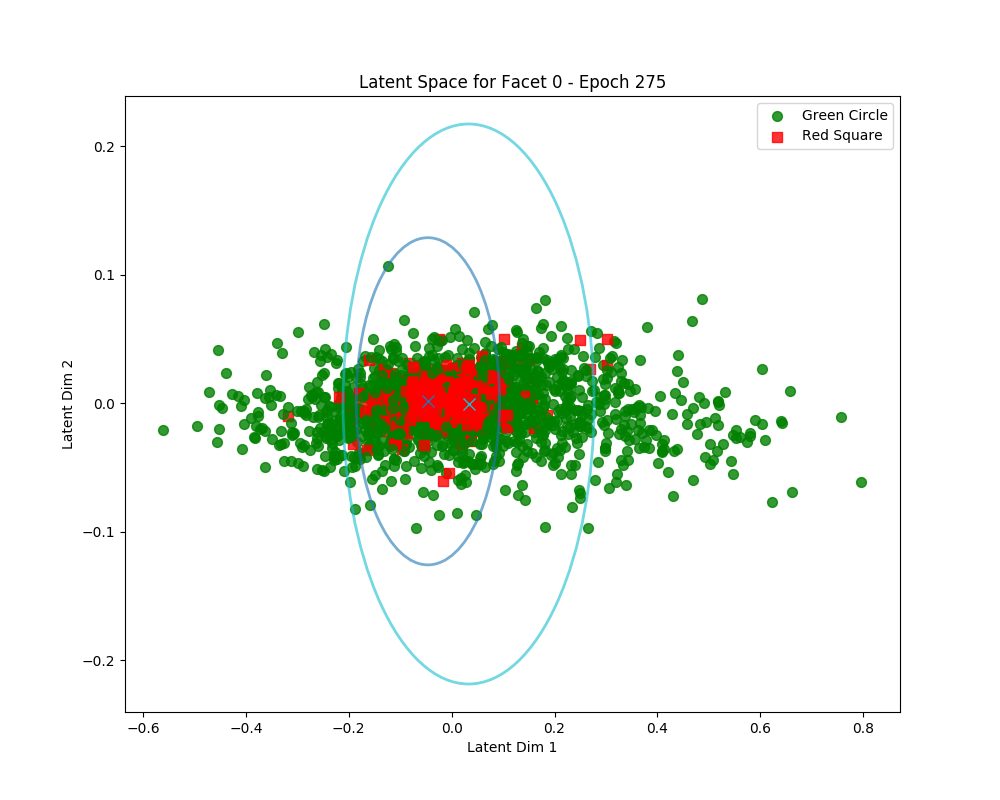 Latent Space for Facet 0 - Epoch 275
Green Circle
Red Square
0.2
0.1
0.0
−0.1
−0.2
Latent Dim 2
−0.6
−0.4
−0.2
0.0
0.2
0.4
0.6
0.8
Latent Dim 1